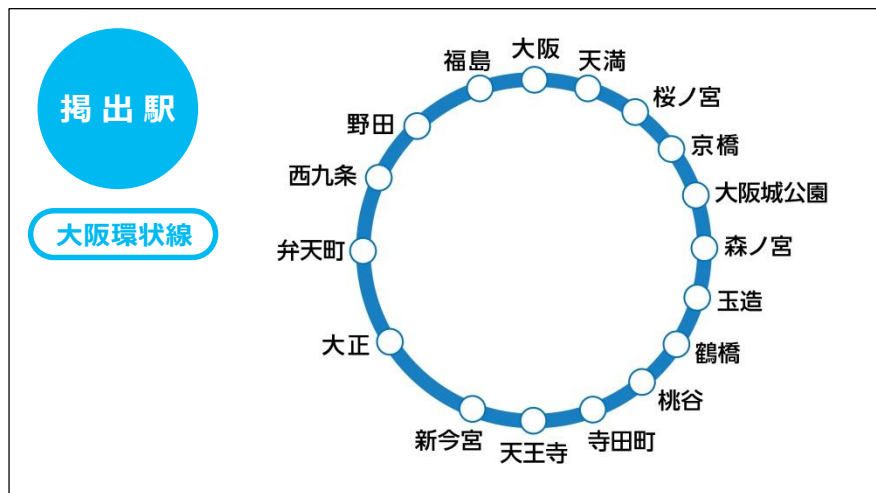 掲出駅
大阪環状線
大阪
天満
桜ノ宮
京橋
大阪城公園
森ノ宮
玉造
鶴橋
桃谷
寺田町
天王寺
新今宮
大正
弁天町
西九条
野田
福島